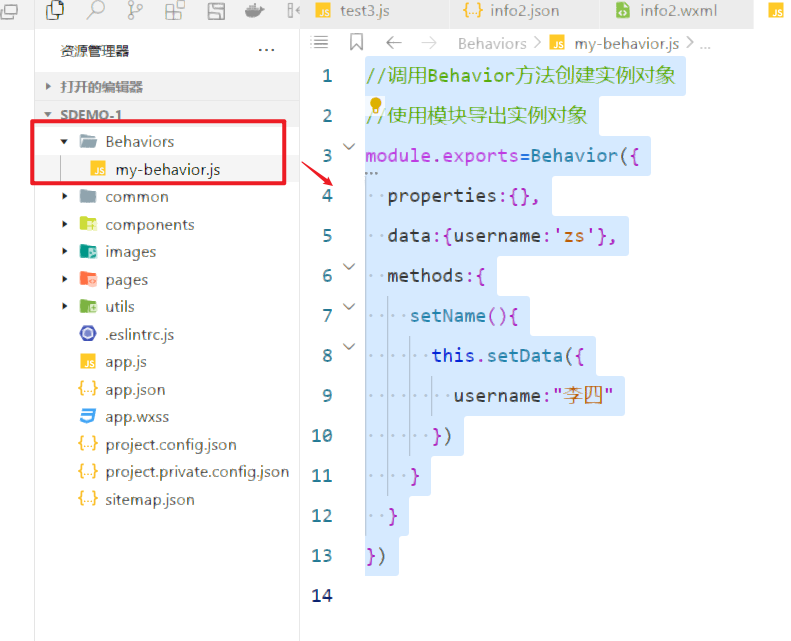 test3.js
info2.json
info2.wxml
资源管理器
Behaviors
my-behavior.js
...
打开的编辑器
SDEMO-1
Behaviors
my-behavior.js
common
components
images
pages
utils
.eslintrc.js
app.js
app.json
app.wxss
project.config.json
project.private.config.json
sitemap.json
1 //调用Behavior方法创建实例对象
2 //使用模块导出实例对象
3 module.exports=Behavior({
4 properties:{},
5 data:{username:'zs'},
6 methods:{
7 setName(){
8 this.setData({
9 username:"李四"
10 })
11 }
12 }
13 })
14